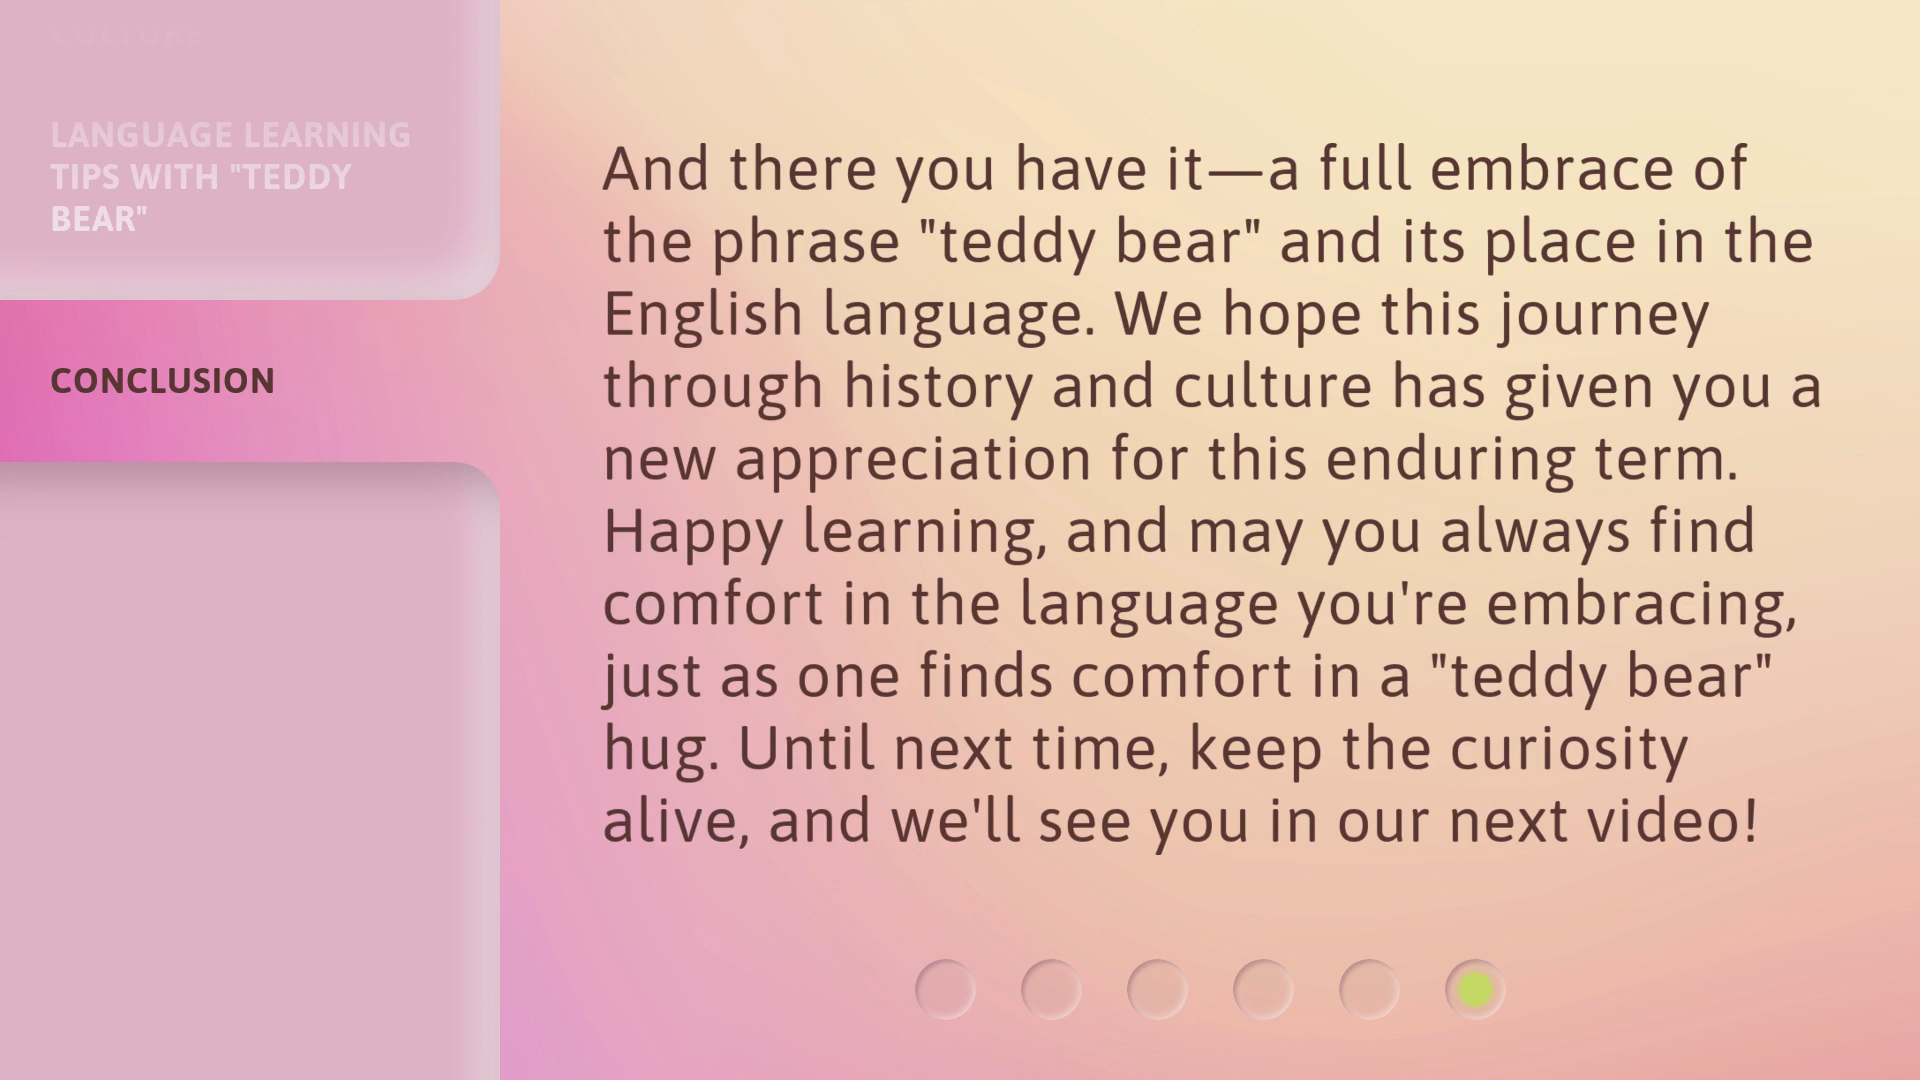 CULTURE
LANGUAGE LEARNING
TIPS WITH "TEDDY
BEAR"
CONCLUSION
And there you have it—a full embrace of
the phrase "teddy bear" and its place in the
English language. We hope this journey
through history and culture has given you a
new appreciation for this enduring term.
Happy learning, and may you always find
comfort in the language you're embracing,
just as one finds comfort in a "teddy bear"
hug. Until next time, keep the curiosity
alive, and we'll see you in our next video!